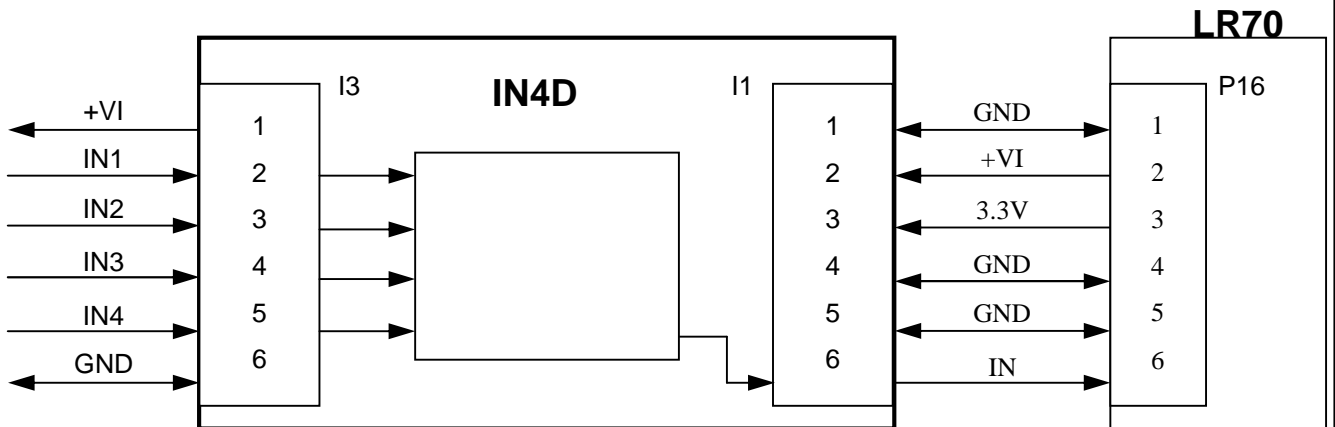 LR70
I3 IN4D I1 P16
+VI 1 1 GND 1
IN1 2 2 +VI 2
IN2 3 3 3.3V 3
IN3 4 4 GND 4
IN4 5 5 GND 5
GND 6 6 IN 6